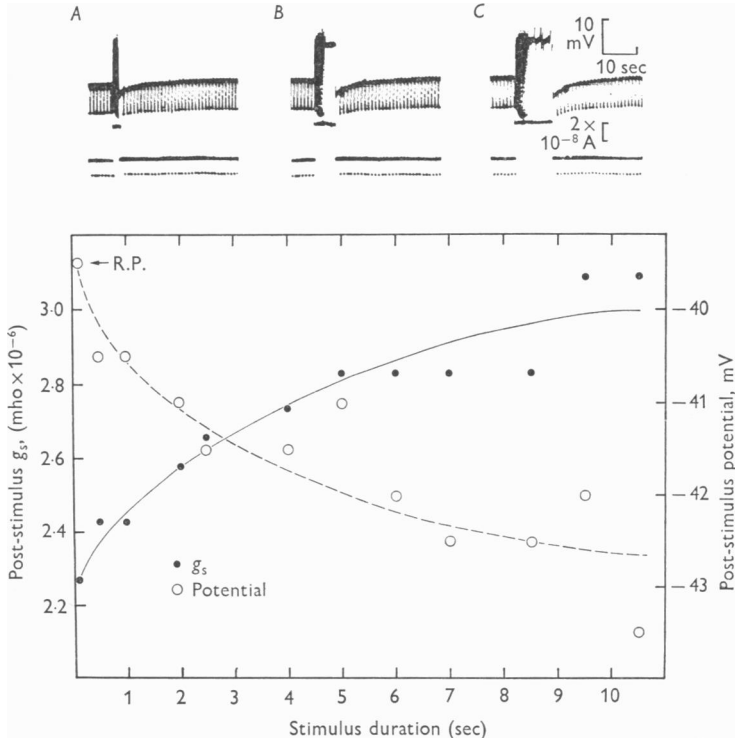 A
B
C
10
mV
10 sec
2×
10⁻⁸ A
R.P.
3·0
2·8
2·6
2·4
2·2
Post-stimulus gₛ, (mho×10⁻⁶)
—40
—41
—42
—43
Post-stimulus potential, mV
gₛ
Potential
1 2 3 4 5 6 7 8 9 10
Stimulus duration (sec)